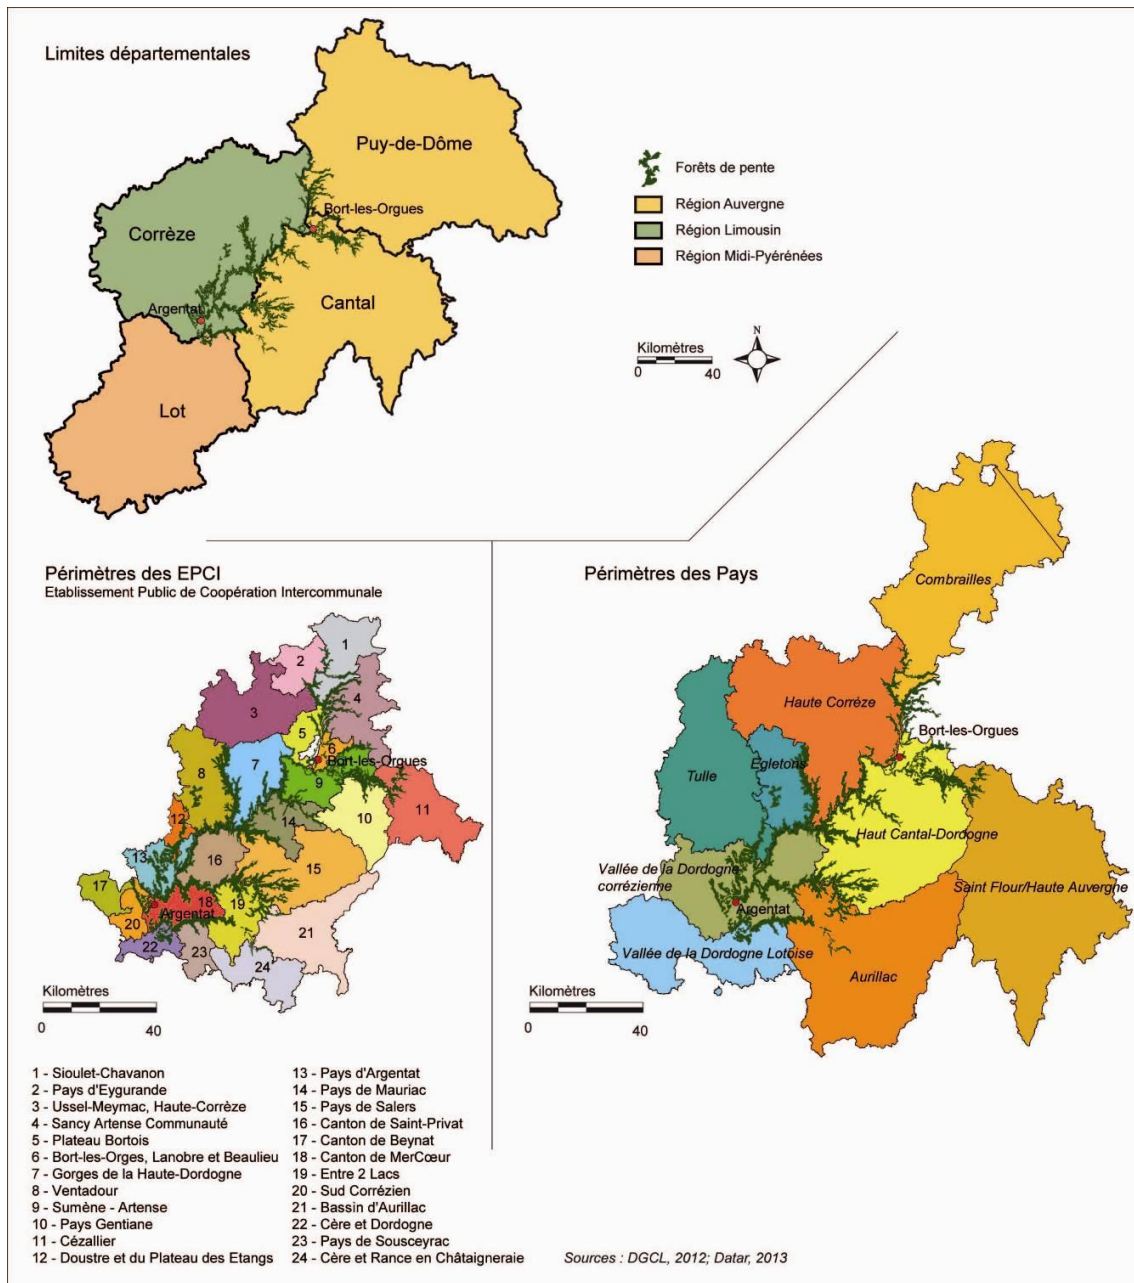 Limites départementales
Puy-de-Dôme
Bort-les-Orgues
Corrèze
Argentat
Cantal
Lot
Forêts de pente
Région Auvergne
Région Limousin
Région Midi-Pyrénées
Kilomètres
0 40
N
Périmètres des EPCI
Etablissement Public de Coopération Intercommunale
1
2
3
4
5
6
Bort-les-Orgues
7
8
9
10
11
12
13
14
15
16
17
18
Argentat
19
20
21
22
23
24
Kilomètres
0 40
Périmètres des Pays
Combrailles
Haute Corrèze
Bort-les-Orgues
Tulle
Egletons
Haut Cantal-Dordogne
Vallée de la Dordogne
corrézienne
Saint Flour/Haute Auvergne
Argentat
Vallée de la Dordogne Lotoise
Aurillac
Kilomètres
0 40
1 - Sioulet-Chavanon
2 - Pays d'Eygurande
3 - Ussel-Meymac, Haute-Corrèze
4 - Sancy Artense Communauté
5 - Plateau Bortois
6 - Bort-les-Orges, Lanobre et Beaulieu
7 - Gorges de la Haute-Dordogne
8 - Ventadour
9 - Sumène - Artense
10 - Pays Gentiane
11 - Cézallier
12 - Doustre et du Plateau des Etangs
13 - Pays d'Argentat
14 - Pays de Mauriac
15 - Pays de Salers
16 - Canton de Saint-Privat
17 - Canton de Beynat
18 - Canton de MerCœur
19 - Entre 2 Lacs
20 - Sud Corrézien
21 - Bassin d'Aurillac
22 - Cère et Dordogne
23 - Pays de Sousceyrac
24 - Cère et Rance en Châtaigneraie
Sources : DGCL, 2012; Datar, 2013